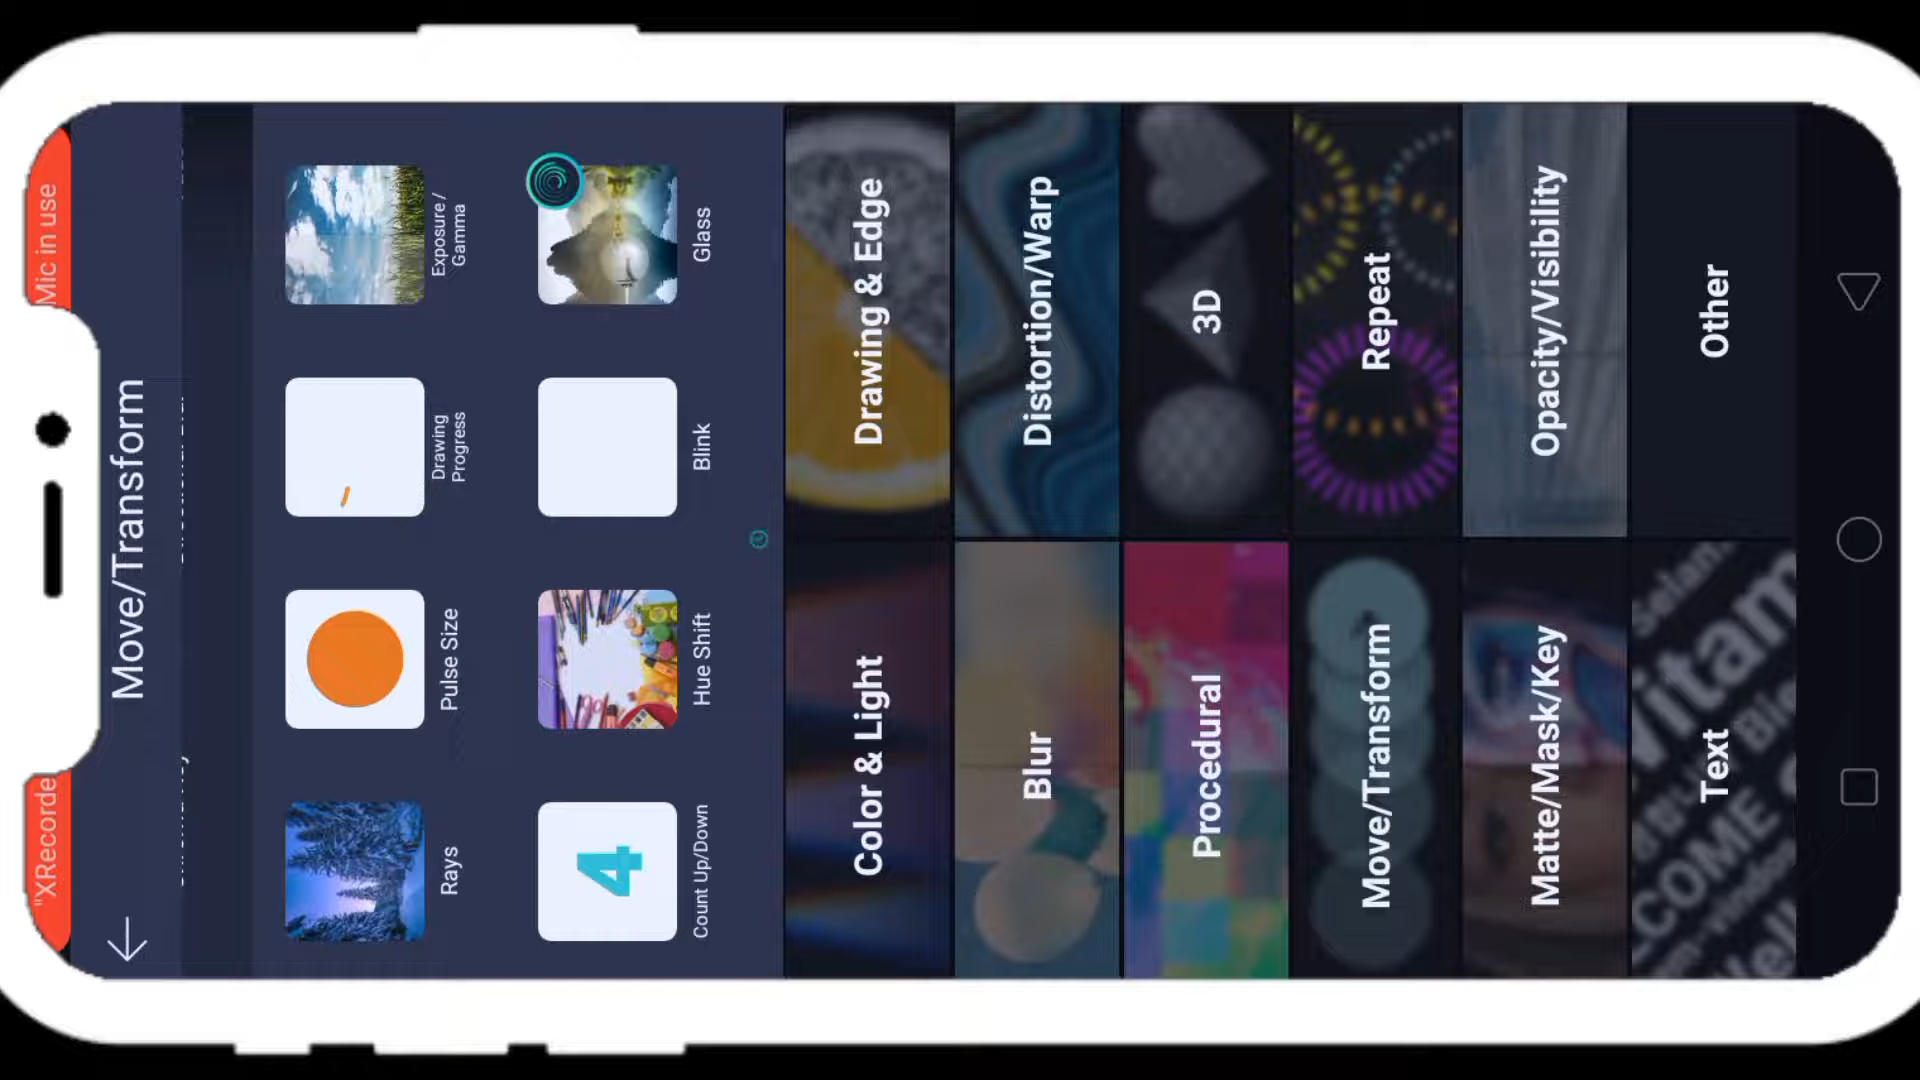 "XRecorde
Mic in use
Move/Transform
Rays
Pulse Size
Drawing
Progress
Exposure /
Gamma
4
Count Up/Down
Hue Shift
Blink
Glass
Color & Light
Drawing & Edge
Blur
Distortion/Warp
Procedural
3D
Move/Transform
Repeat
Matte/Mask/Key
Opacity/Visibility
Text
Other
Vitam
COME